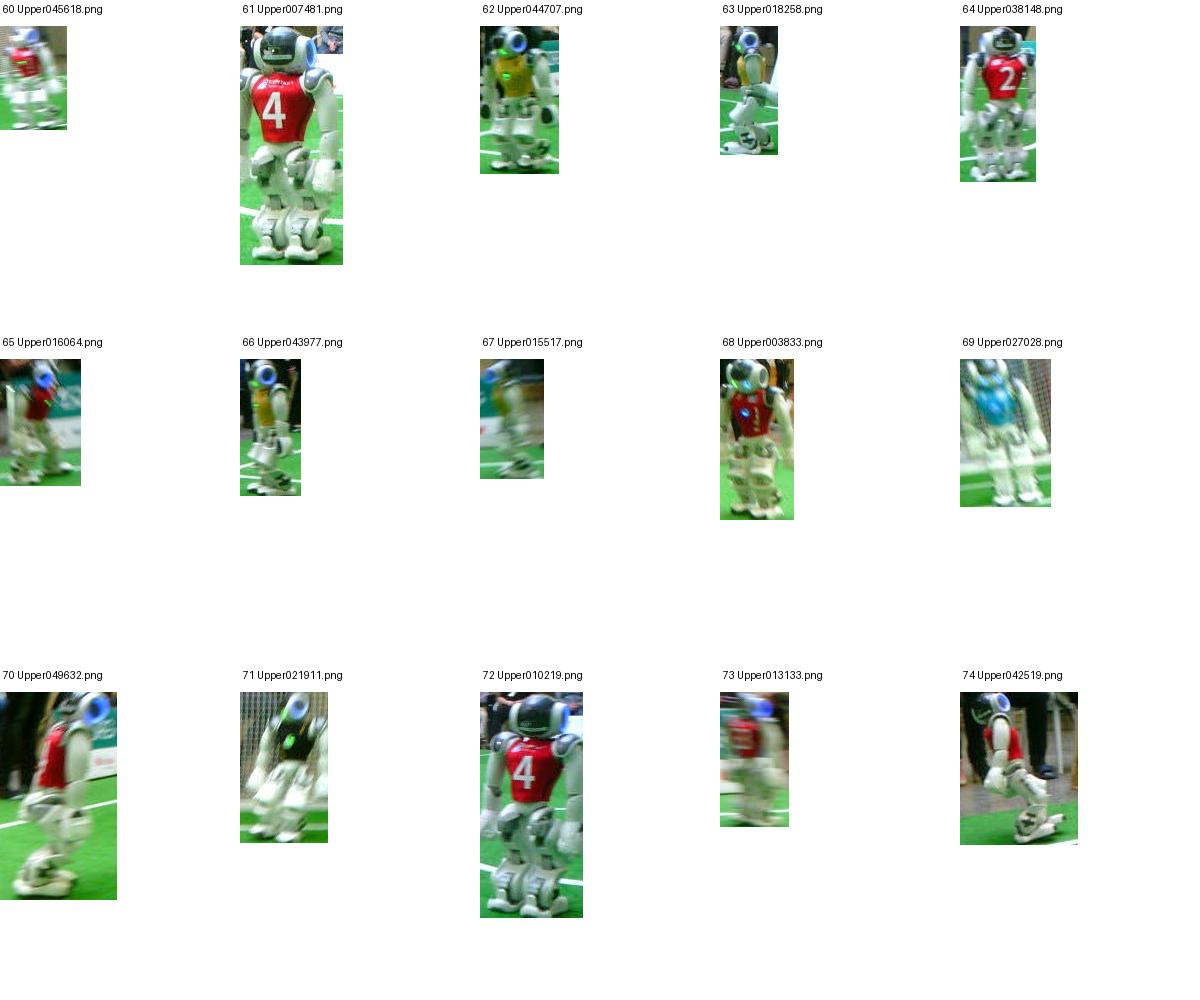 60 Upper045618.png
61 Upper007481.png
62 Upper044707.png
63 Upper018258.png
64 Upper038148.png
4
2
65 Upper016064.png
66 Upper043977.png
67 Upper015517.png
68 Upper003833.png
69 Upper027028.png
70 Upper049632.png
71 Upper021911.png
72 Upper010219.png
73 Upper013133.png
74 Upper042519.png
4